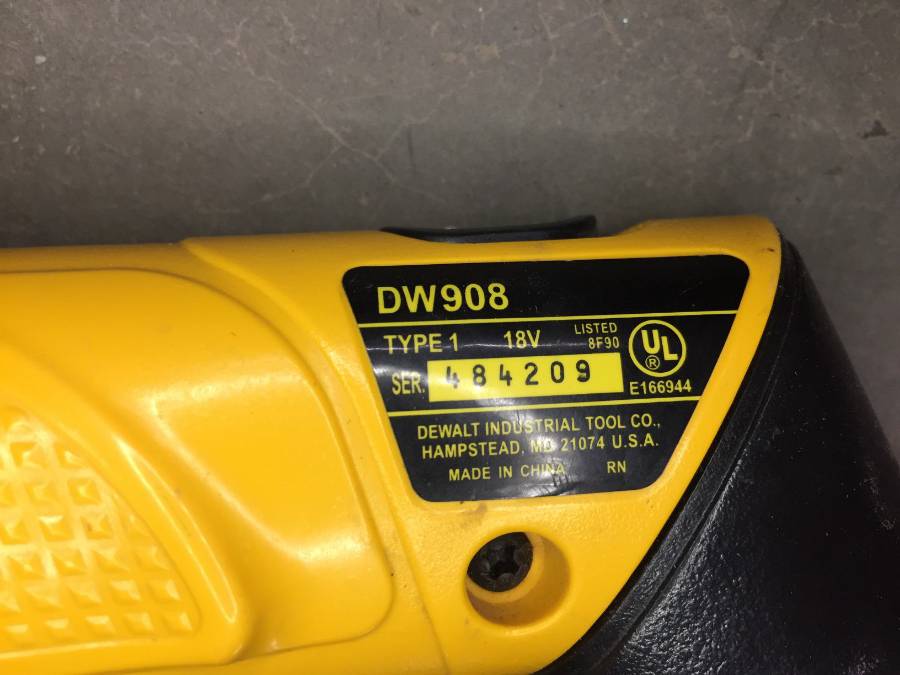 DW908
TYPE 1 18V LISTED 8F90 UL ®
SER. 484209 E166944
DEWALT INDUSTRIAL TOOL CO.,
HAMPSTEAD, MD 21074 U.S.A.
MADE IN CHINA RN